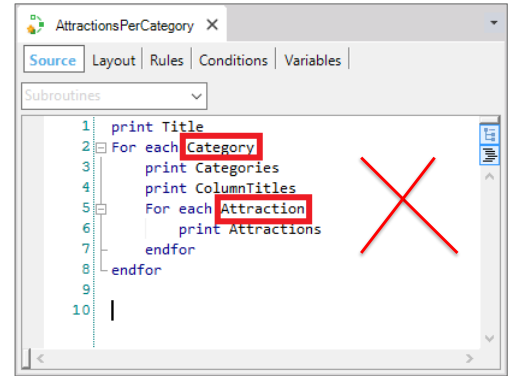 AttractionsPerCategory
Source Layout Rules Conditions Variables
Subroutines
1 print Title
2 For each Category
3 print Categories
4 print ColumnTitles
5 For each Attraction
6 print Attractions
7 endfor
8 endfor
9
10